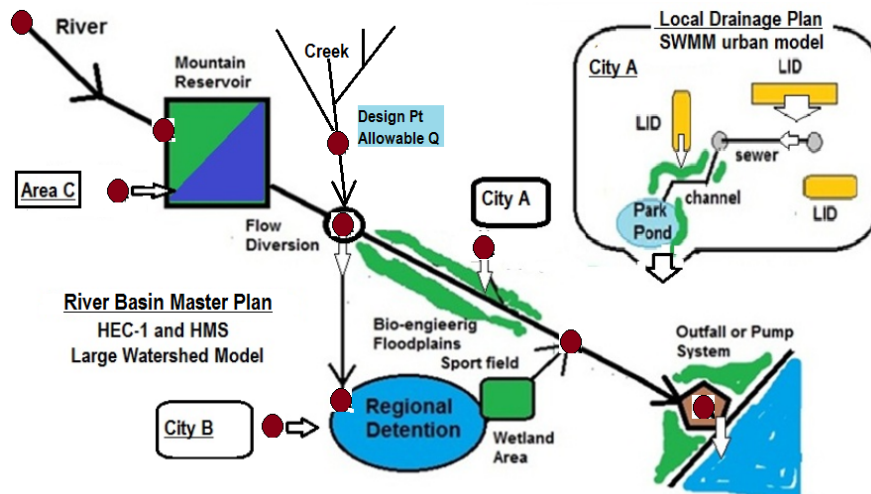 River
Mountain
Reservoir
Creek
Design Pt
Allowable Q
Area C
Flow
Diversion
City A
River Basin Master Plan
HEC-1 and HMS
Large Watershed Model
Bio-engieerig
Floodplains
Sport field
City B
Regional
Detention
Wetland
Area
Outfall or Pump
System
Local Drainage Plan
SWMM urban model
City A
LID
LID
sewer
channel
Park
Pond
LID